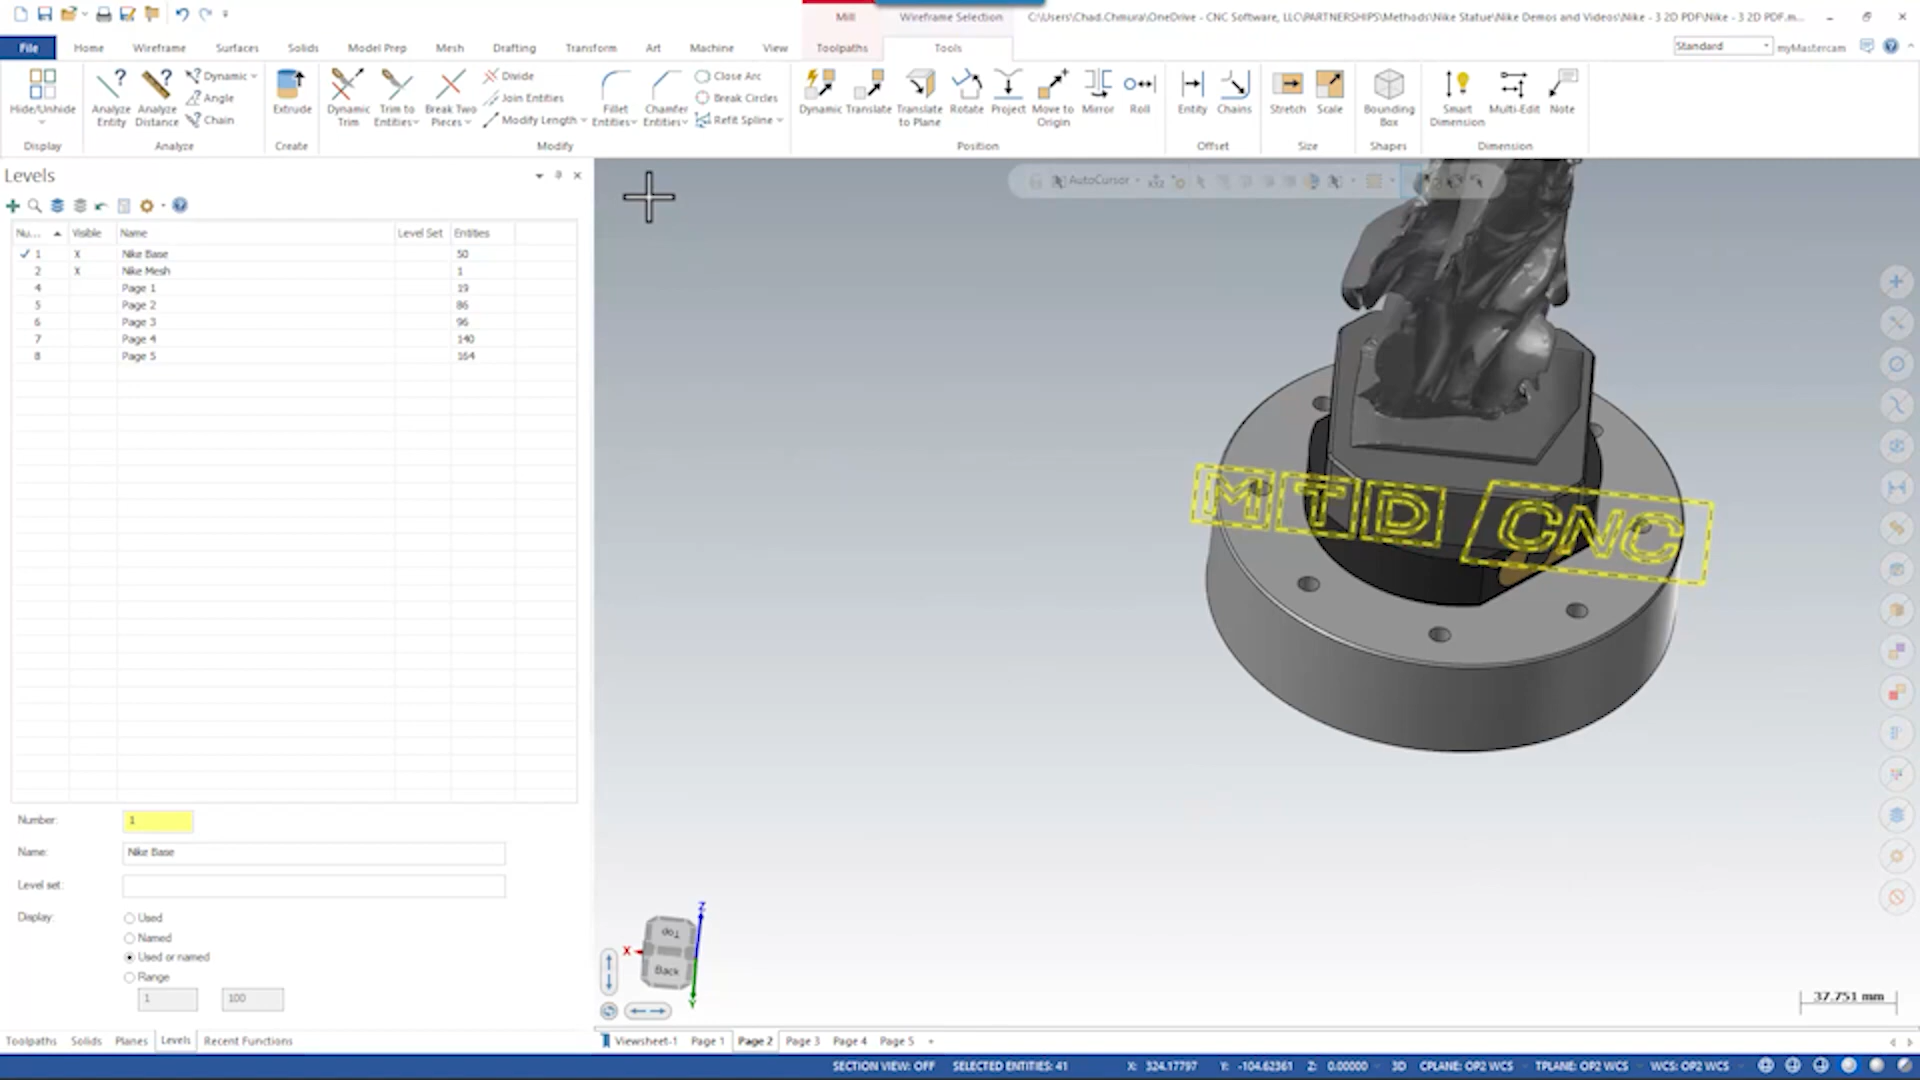 Mill
Wireframe Selection
C:\Users\Chad.Chmura\OneDrive - CNC Software, LLC\PARTNERSHIPS\Methods\Nike Statue\Nike Demos and Videos\Nike - 3 2D PDF\Nike - 3 2D PDF.m...
File
Home
Wireframe
Surfaces
Solids
Model Prep
Mesh
Drafting
Transform
Art
Machine
View
Toolpaths
Tools
Standard
myMastercam
Hide/Unhide
Display
Analyze Entity
Analyze Distance
Dynamic
Angle
Chain
Analyze
Extrude
Create
Dynamic Trim
Trim to Entities
Break Two Pieces
Divide
Join Entities
Modify Length
Fillet Entities
Chamfer Entities
Close Arc
Break Circles
Refit Spline
Modify
Dynamic
Translate
Translate to Plane
Rotate
Project
Move to Origin
Mirror
Roll
Position
Entity
Chains
Offset
Stretch
Scale
Size
Bounding Box
Shapes
Smart Dimension
Multi-Edit
Note
Dimension
Levels
Nu...
Visible
Name
Level Set
Entities
1 X Nike Base 50
2 X Nike Mesh 1
4 Page 1 19
5 Page 2 86
6 Page 3 96
7 Page 4 140
8 Page 5 164
Number: 1
Name: Nike Base
Level set:
Display:
Used
Named
Used or named
Range
1 100
AutoCursor
MTD CNC
Top
Back
X
Z
Y
37.751 mm
Toolpaths
Solids
Planes
Levels
Recent Functions
Viewsheet-1
Page 1
Page 2
Page 3
Page 4
Page 5
+
SECTION VIEW: OFF
SELECTED ENTITIES: 41
X: 324.17797
Y: -104.62361
Z: 0.00000
3D
CPLANE: OP2 WCS
TPLANE: OP2 WCS
WCS: OP2 WCS